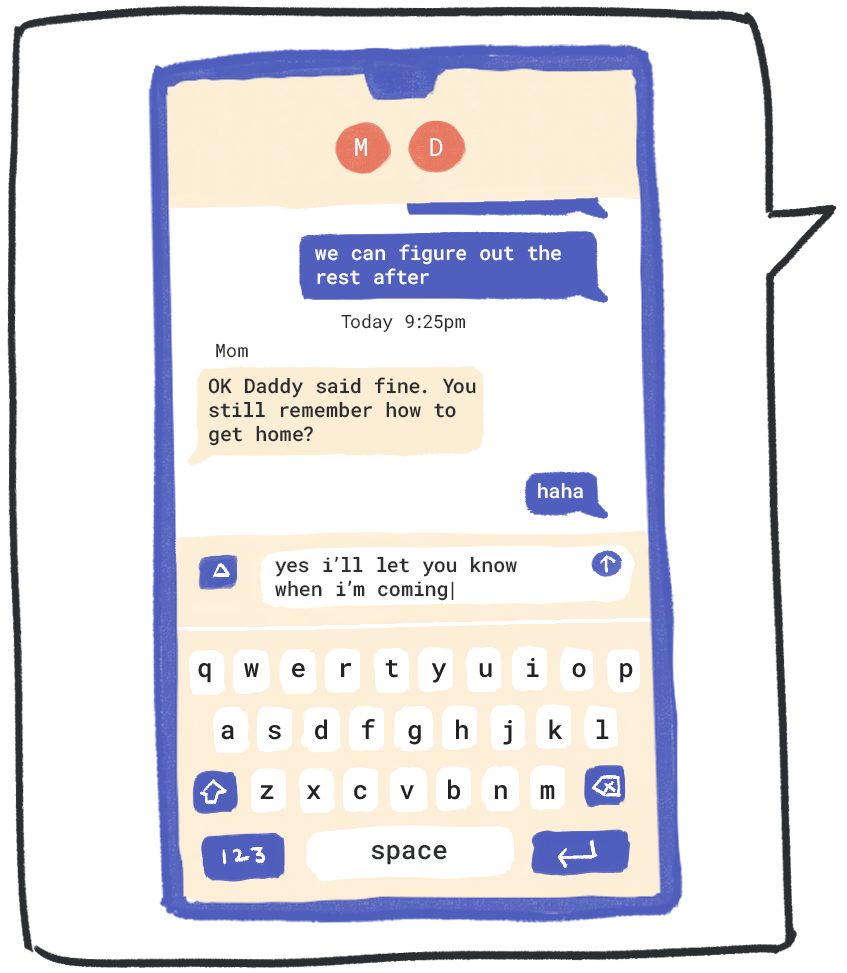 M D
we can figure out the
rest after
Today 9:25pm
Mom
OK Daddy said fine. You
still remember how to
get home?
haha
yes i’ll let you know
when i’m coming
q w e r t y u i o p
a s d f g h j k l
z x c v b n m
123 space